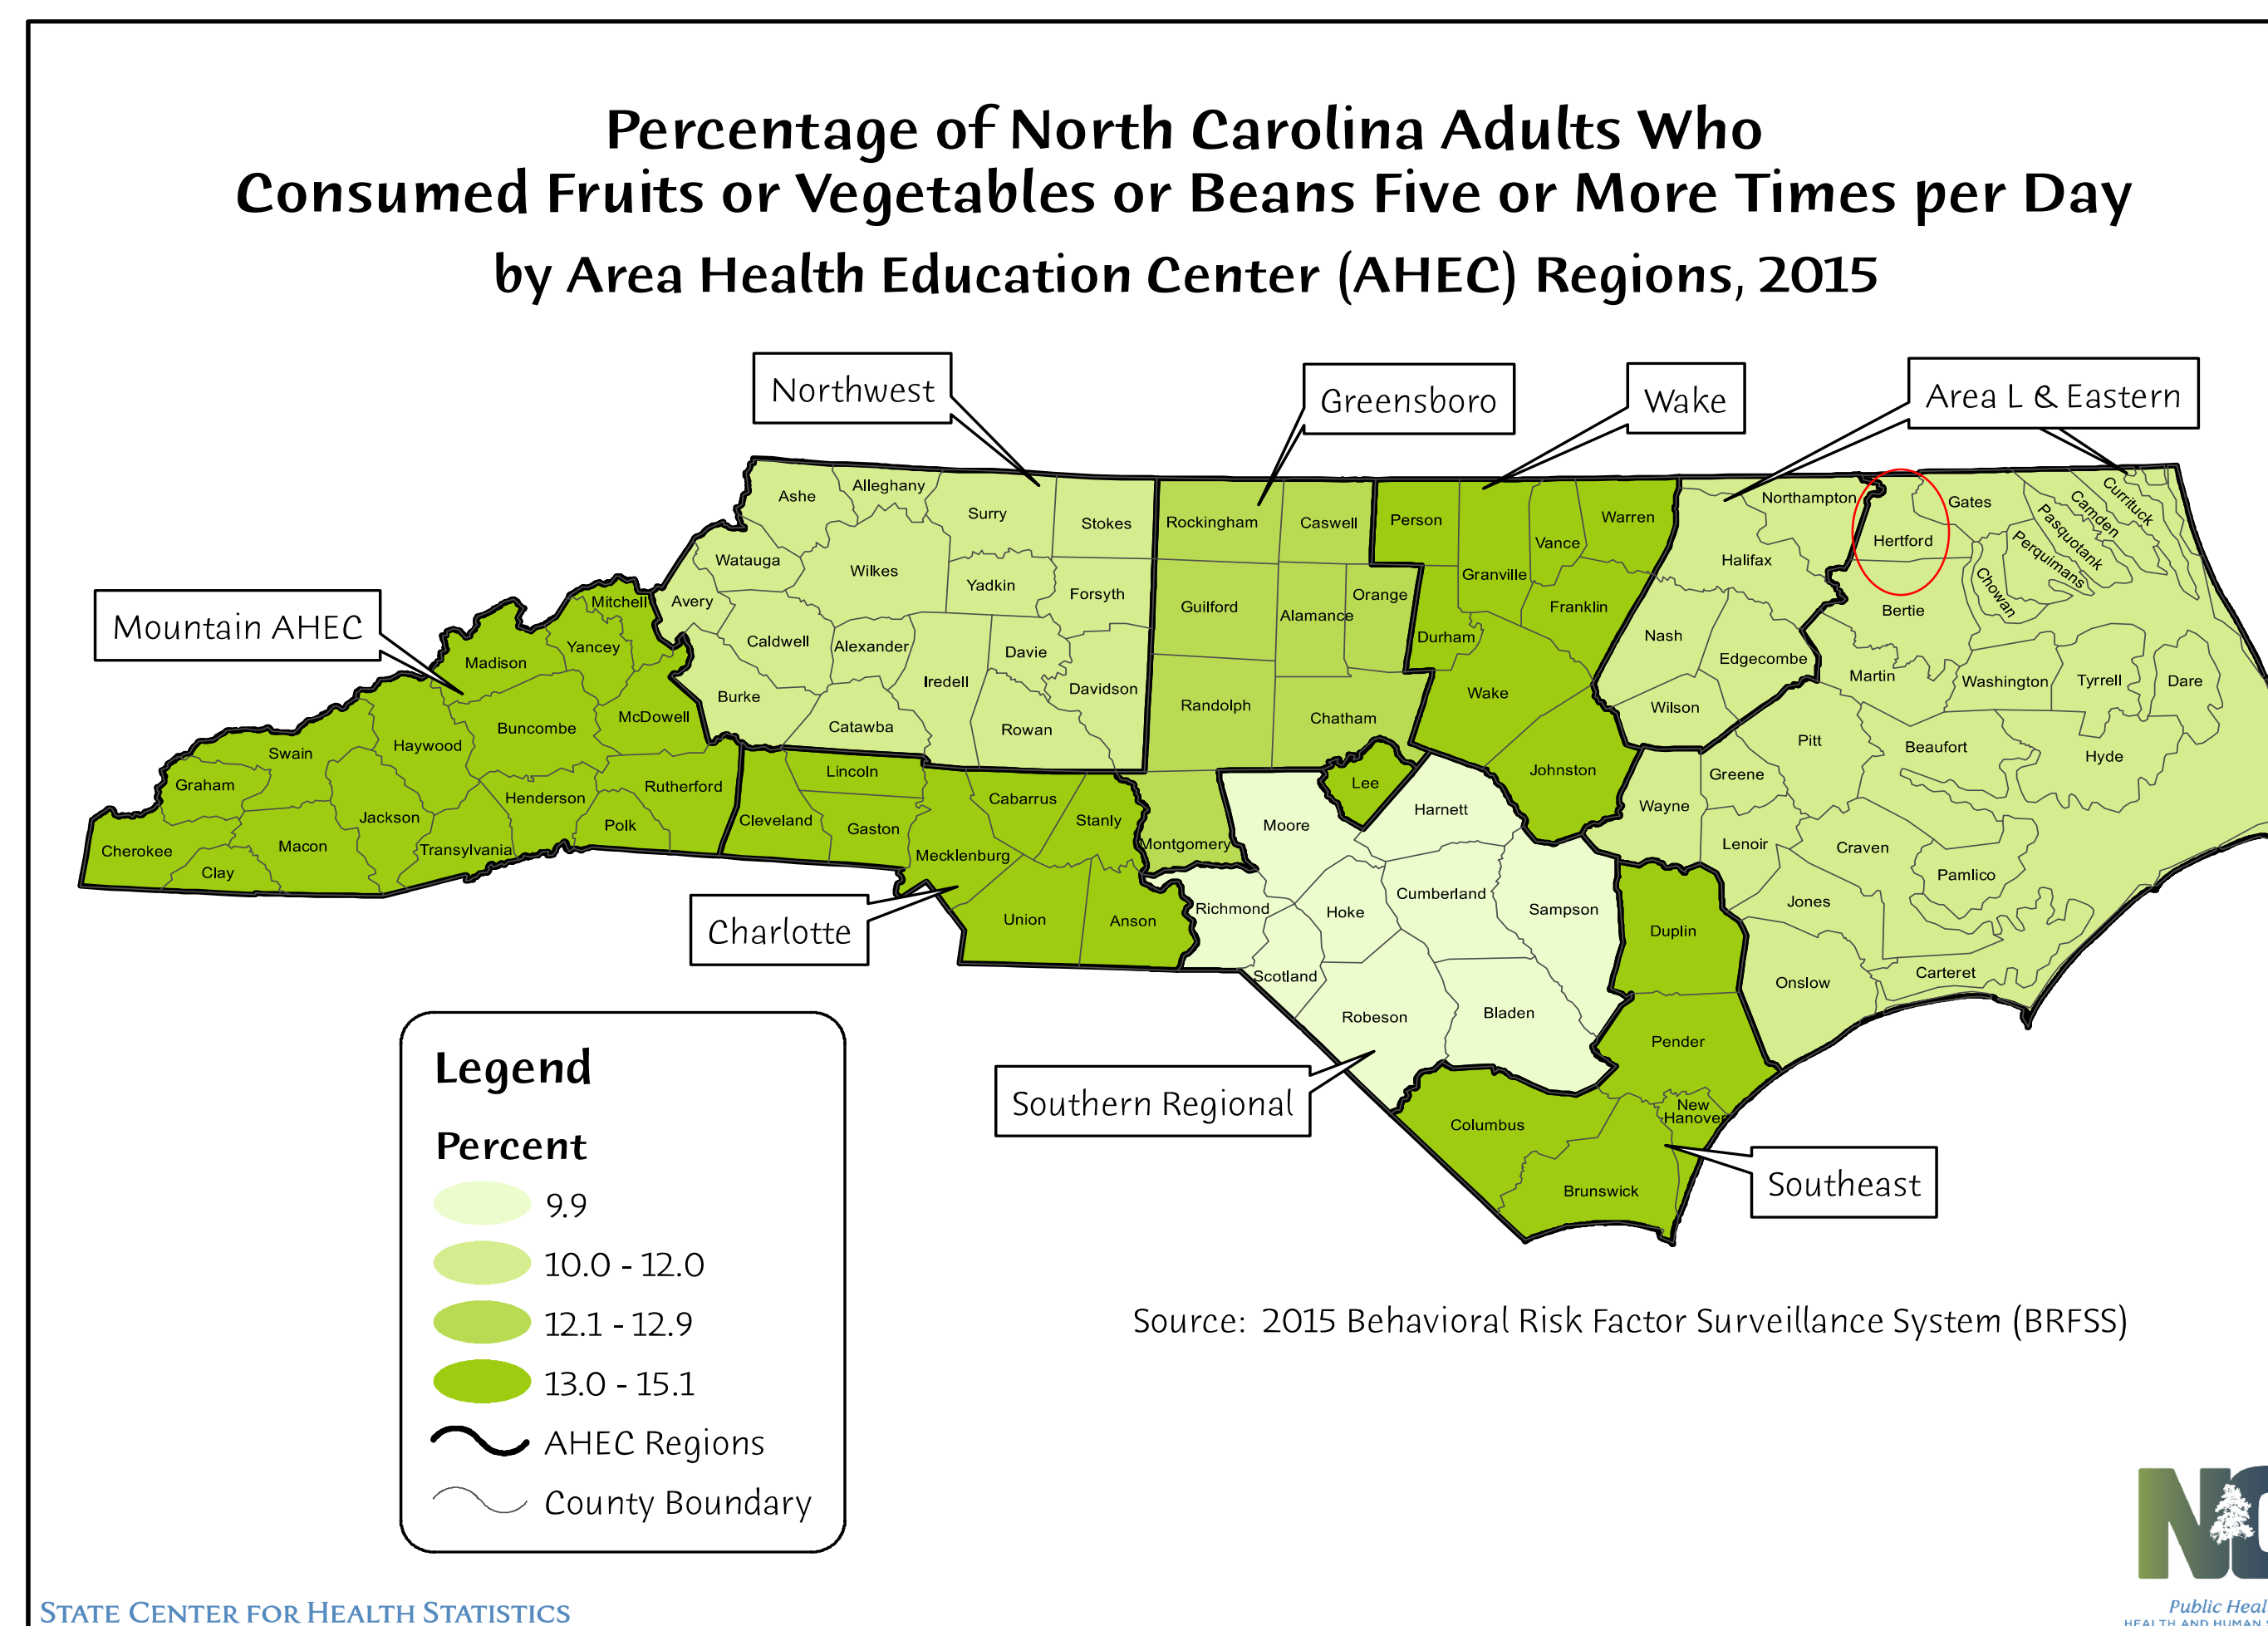 Percentage of North Carolina Adults Who
Consumed Fruits or Vegetables or Beans Five or More Times per Day
by Area Health Education Center (AHEC) Regions, 2015
Northwest
Greensboro
Wake
Area L & Eastern
Mountain AHEC
Charlotte
Southern Regional
Southeast
Ashe
Alleghany
Surry
Stokes
Rockingham
Caswell
Person
Granville
Vance
Warren
Northampton
Hertford
Gates
Currituck
Camden
Pasquotank
Perquimans
Chowan
Watauga
Wilkes
Yadkin
Forsyth
Guilford
Alamance
Orange
Durham
Franklin
Halifax
Bertie
Mitchell
Avery
Yancey
Caldwell
Alexander
Davie
Nash
Edgecombe
Madison
Burke
Iredell
Davidson
Randolph
Chatham
Wake
Wilson
Martin
Washington
Tyrrell
Dare
McDowell
Buncombe
Catawba
Rowan
Swain
Haywood
Johnston
Pitt
Beaufort
Hyde
Graham
Rutherford
Lincoln
Cabarrus
Lee
Greene
Henderson
Jackson
Polk
Cleveland
Gaston
Stanly
Moore
Harnett
Wayne
Cherokee
Clay
Macon
Transylvania
Mecklenburg
Montgomery
Lenoir
Craven
Pamlico
Union
Anson
Richmond
Hoke
Cumberland
Sampson
Duplin
Jones
Scotland
Onslow
Carteret
Robeson
Bladen
Pender
Columbus
New
Hanover
Brunswick
Legend
Percent
9.9
10.0 - 12.0
12.1 - 12.9
13.0 - 15.1
AHEC Regions
County Boundary
Source: 2015 Behavioral Risk Factor Surveillance System (BRFSS)
STATE CENTER FOR HEALTH STATISTICS
N
Public
HEALTH AND HUMAN